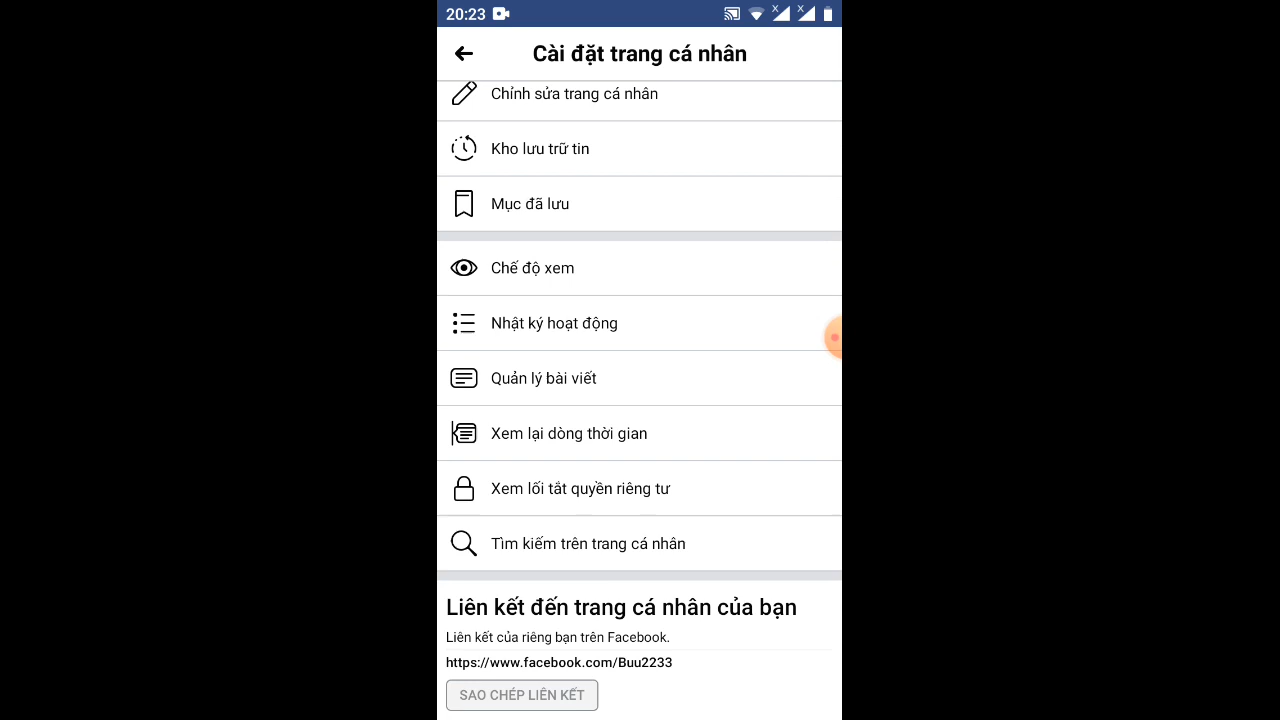 20:23
Cài đặt trang cá nhân
Chỉnh sửa trang cá nhân
Kho lưu trữ tin
Mục đã lưu
Chế độ xem
Nhật ký hoạt động
Quản lý bài viết
Xem lại dòng thời gian
Xem lối tắt quyền riêng tư
Tìm kiếm trên trang cá nhân
Liên kết đến trang cá nhân của bạn
Liên kết của riêng bạn trên Facebook.
https://www.facebook.com/Buu2233
SAO CHÉP LIÊN KẾT